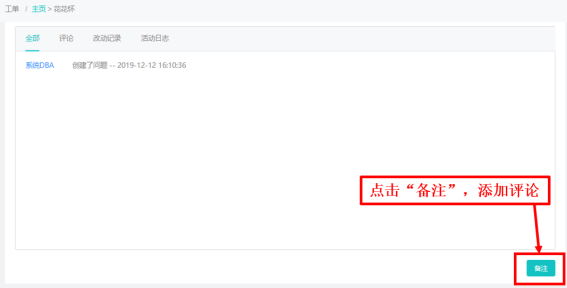 工单 / 主页 > 花花怀
全部 评论 改动记录 活动日志
系统DBA 创建了问题 -- 2019-12-12 16:10:36
点击“备注”，添加评论
备注